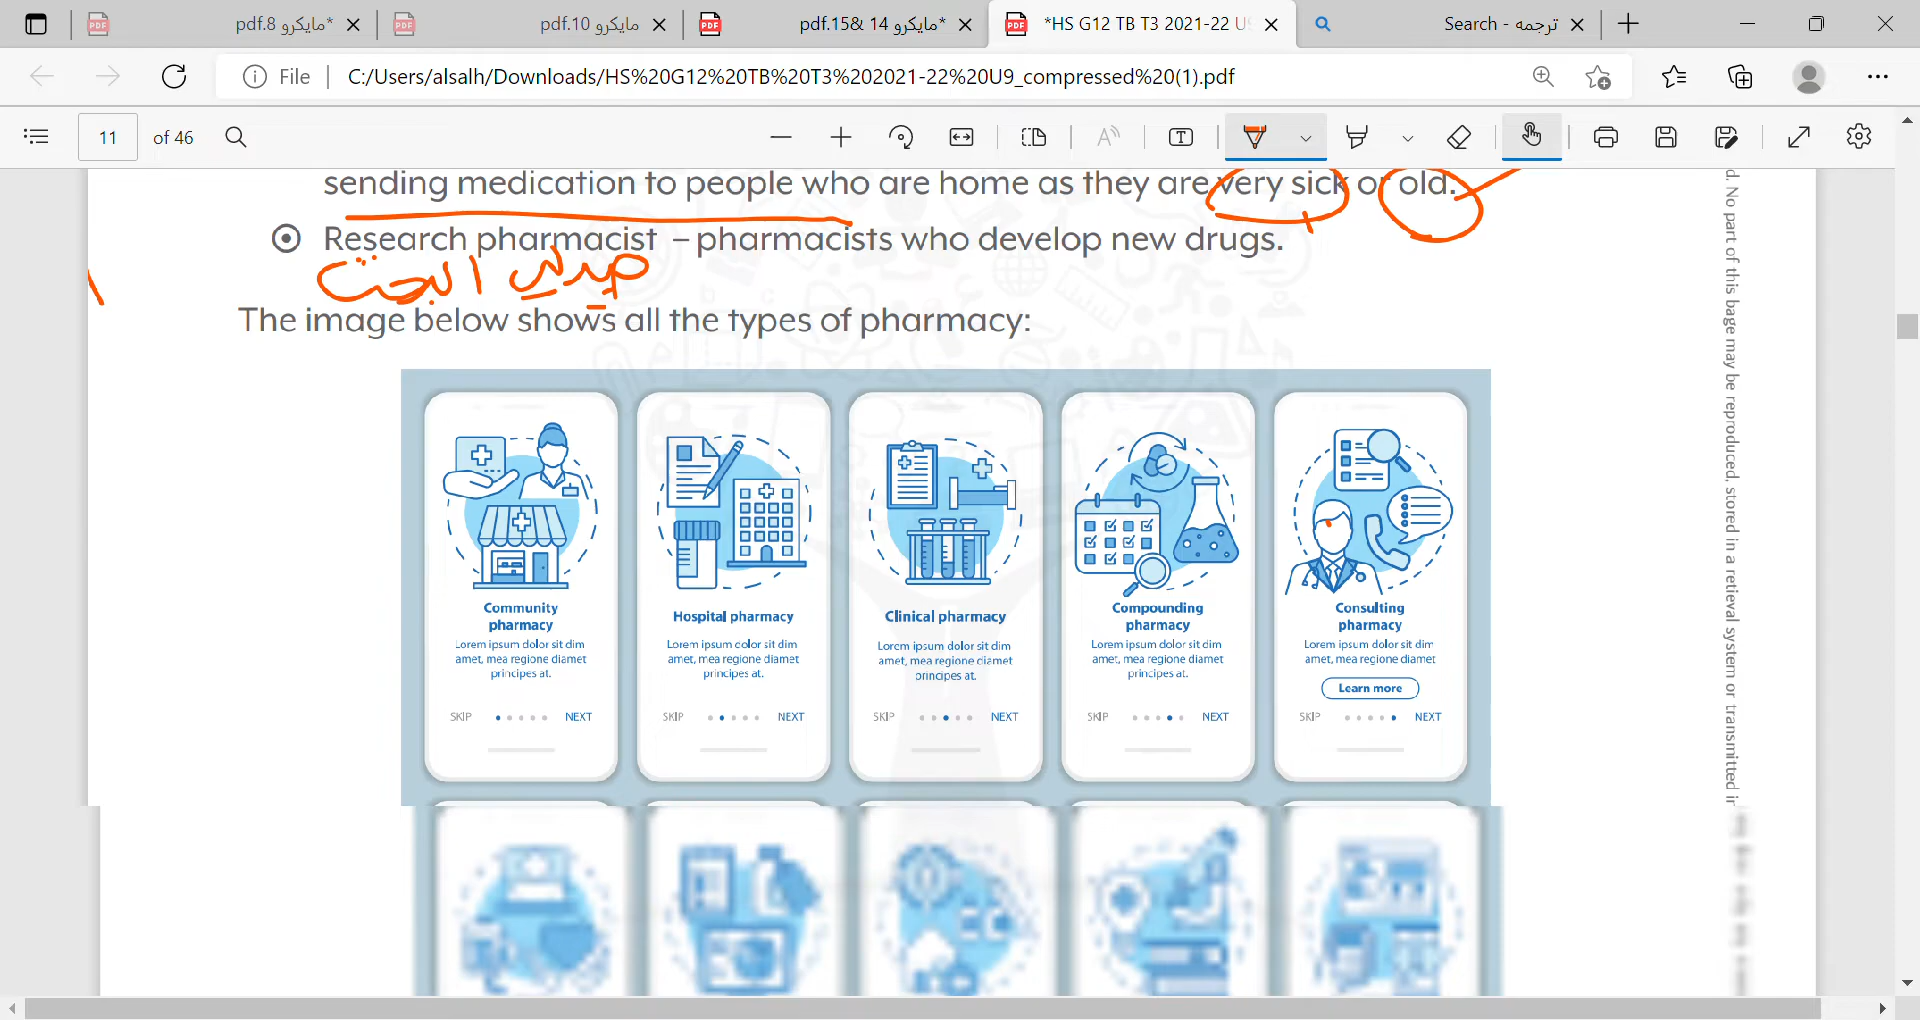 مايكرو 8.pdf*
مايكرو 10.pdf
مايكرو 14 &15.pdf*
*HS G12 TB T3 2021-22 U
ترجمه - Search
File
C:/Users/alsalh/Downloads/HS%20G12%20TB%20T3%202021-22%20U9_compressed%20(1).pdf
11 of 46
sending medication to people who are home as they are very sick or old.
Research pharmacist – pharmacists who develop new drugs.
صيدلي البحث
The image below shows all the types of pharmacy:
Community pharmacy
Lorem ipsum dolor sit dim
amet, mea regione diamet
principes at.
SKIP NEXT
Hospital pharmacy
Lorem ipsum dolor sit dim
amet, mea regione diamet
principes at.
SKIP NEXT
Clinical pharmacy
Lorem ipsum dolor sit dim
amet, mea regione diamet
principes at.
SKIP NEXT
Compounding pharmacy
Lorem ipsum dolor sit dim
amet, mea regione diamet
principes at.
SKIP NEXT
Consulting pharmacy
Lorem ipsum dolor sit dim
amet, mea regione diamet
Learn more
SKIP NEXT
d. No part of this bage may be reproduced, stored in a retieval system or transmitted in